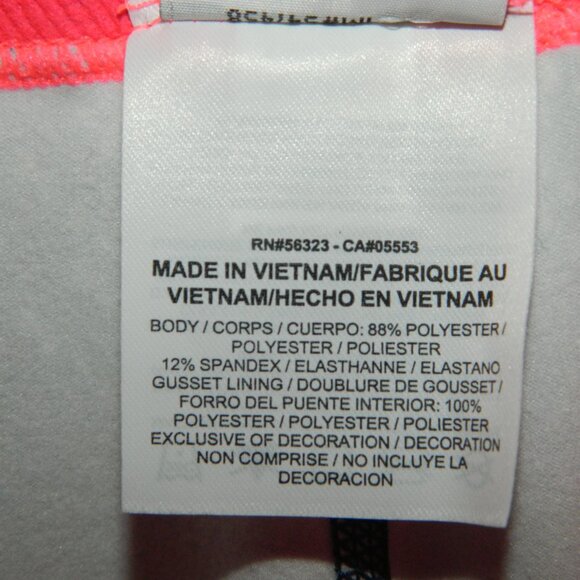 RN#56323 - CA#05553
MADE IN VIETNAM/FABRIQUE AU
VIETNAM/HECHO EN VIETNAM
BODY / CORPS / CUERPO: 88% POLYESTER/
POLYESTER / POLIESTER
12% SPANDEX / ELASTHANNE / ELASTANO
GUSSET LINING / DOUBLURE DE GOUSSET/
FORRO DEL PUENTE INTERIOR: 100%
POLYESTER / POLYESTER / POLIESTER
EXCLUSIVE OF DECORATION / DECORATION
NON COMPRISE / NO INCLUYE LA
DECORACION